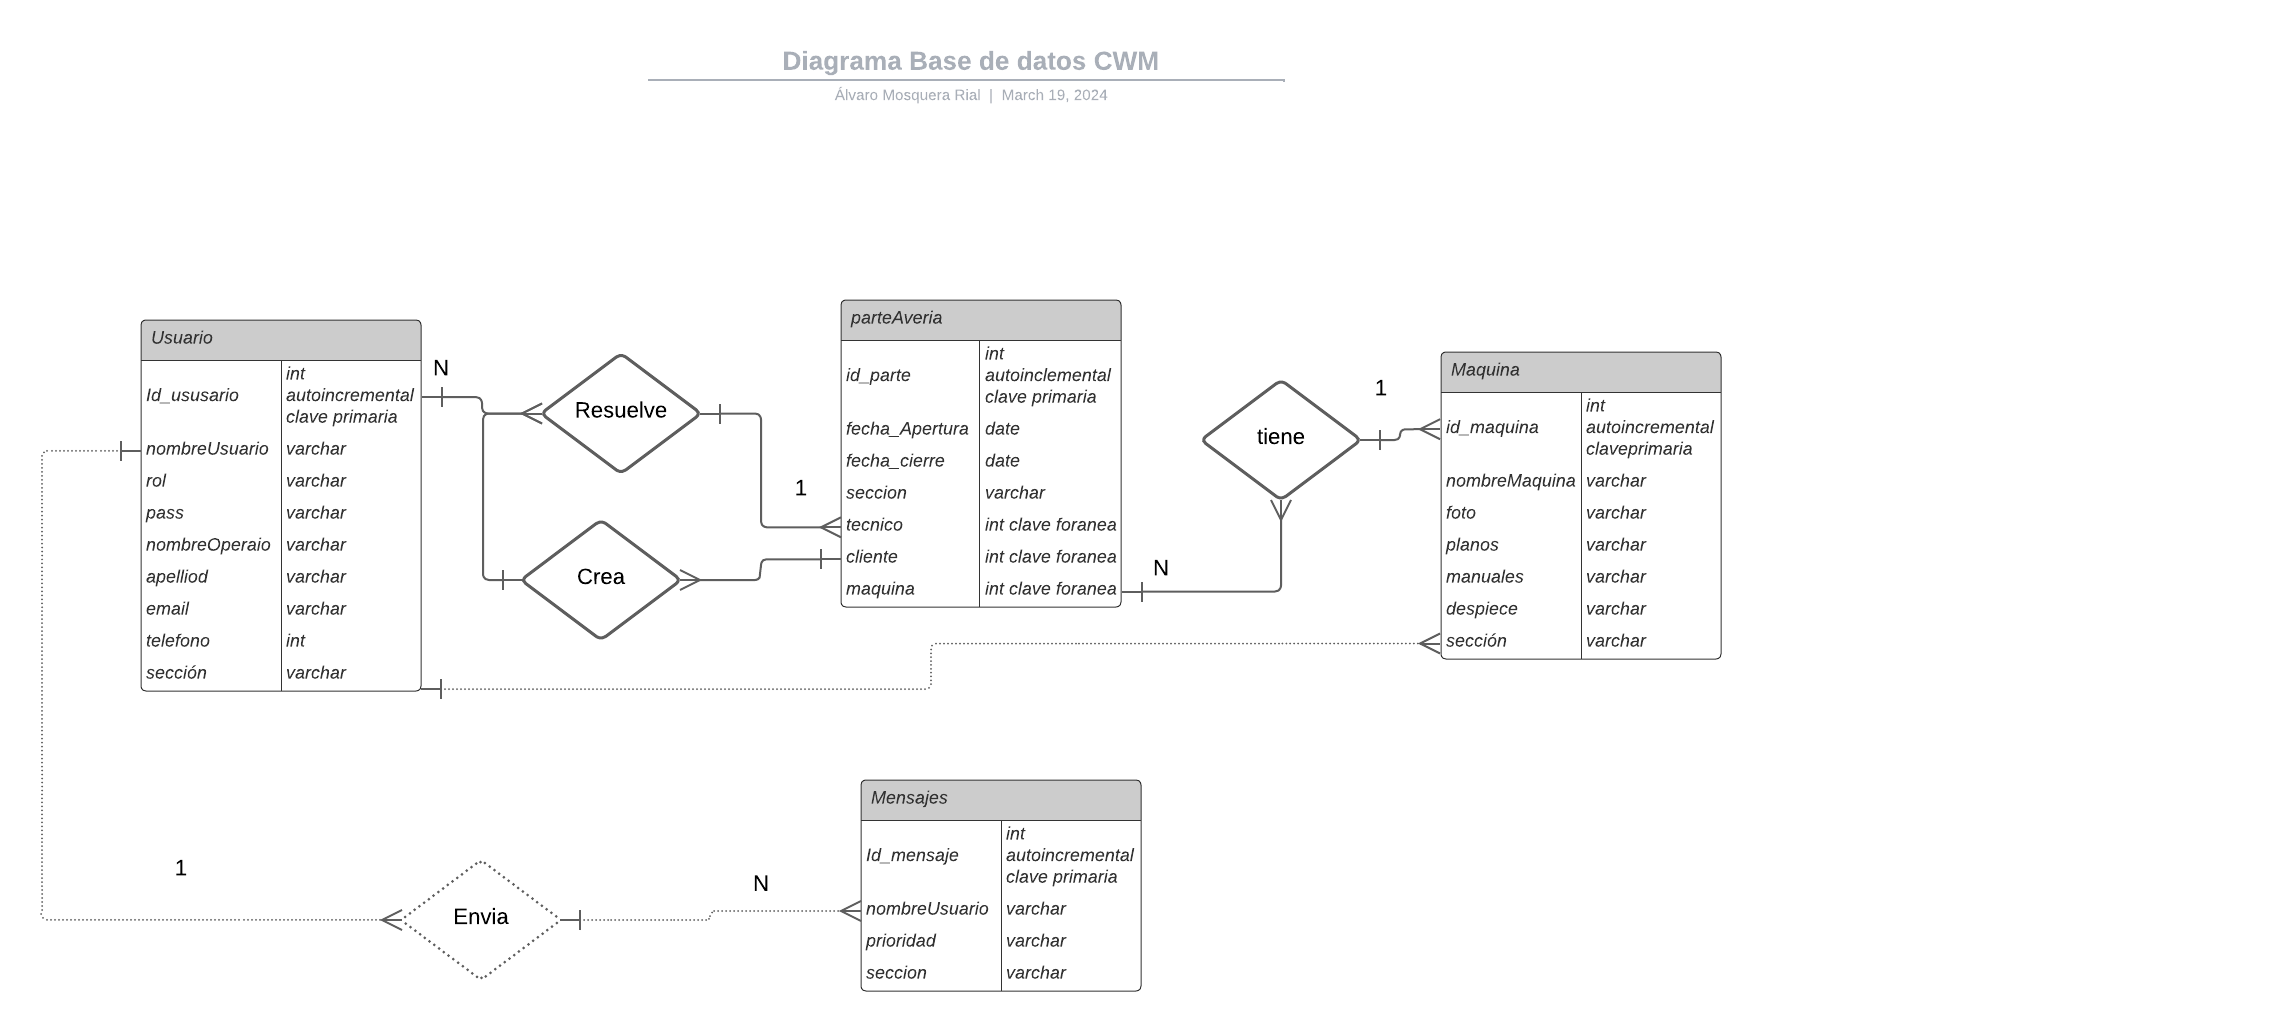 Diagrama Base de datos CWM
Álvaro Mosquera Rial | March 19, 2024
Usuario
Id_ususario
int
autoincremental
clave primaria
nombreUsuario varchar
rol varchar
pass varchar
nombreOperaio varchar
apelliod varchar
email varchar
telefono int
sección varchar
N
Resuelve
1
Crea
parteAveria
id_parte
int
autoinclemental
clave primaria
fecha_Apertura date
fecha_cierre date
seccion varchar
tecnico int clave foranea
cliente int clave foranea
maquina int clave foranea
N
tiene
1
Maquina
id_maquina
int
autoincremental
claveprimaria
nombreMaquina varchar
foto varchar
planos varchar
manuales varchar
despiece varchar
sección varchar
1
Envia
N
Mensajes
Id_mensaje
int
autoincremental
clave primaria
nombreUsuario varchar
prioridad varchar
seccion varchar